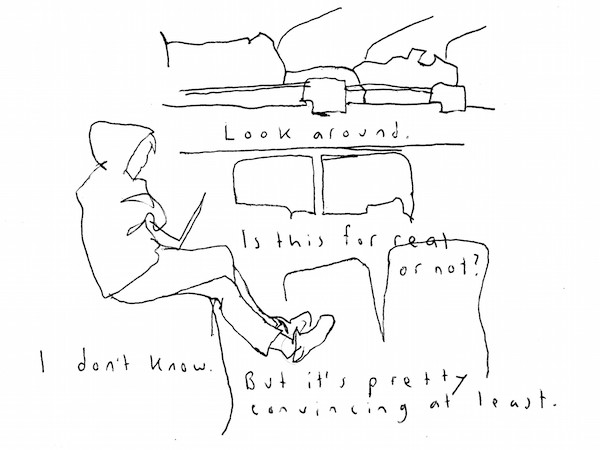 Look around.
Is this for real
or not?
I don't know.
But it's pretty
convincing at least.